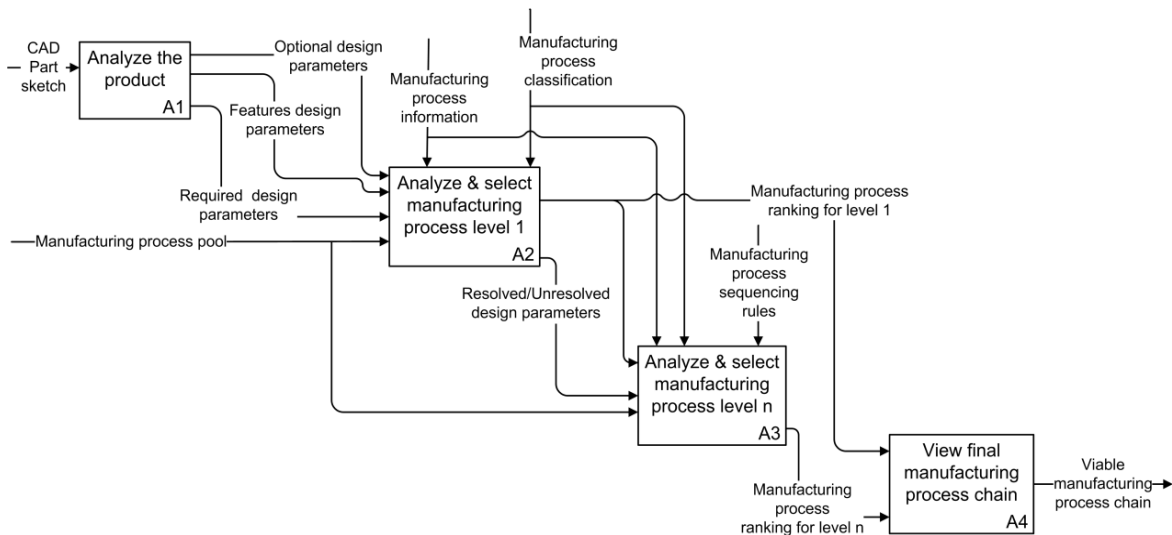 CAD
Part
sketch
Analyze the
product
A1
Optional design
parameters
Features design
parameters
Required design
parameters
Manufacturing process pool
Manufacturing
process
information
Manufacturing
process
classification
Analyze & select
manufacturing
process level 1
A2
Manufacturing process
ranking for level 1
Resolved/Unresolved
design parameters
Manufacturing
process
sequencing
rules
Analyze & select
manufacturing
process level n
A3
Manufacturing
process
ranking for level n
View final
manufacturing
process chain
A4
Viable
manufacturing
process chain